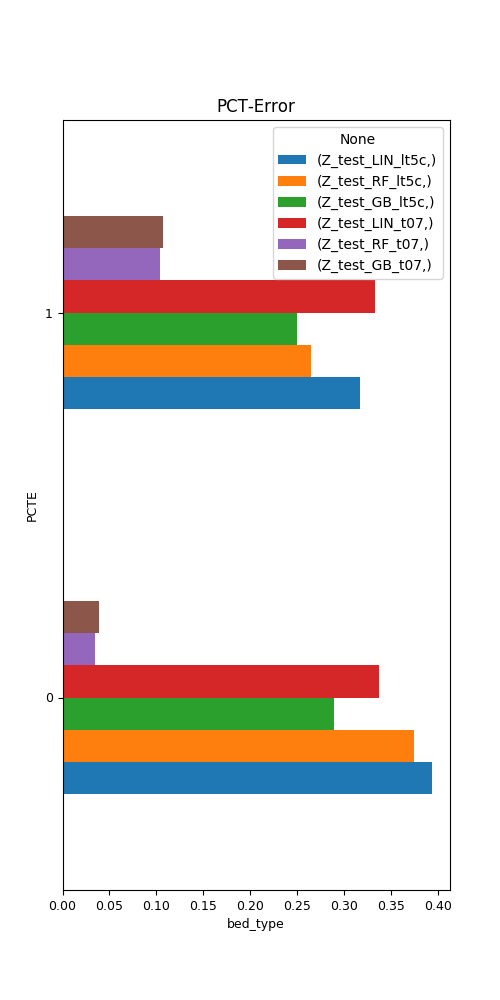 PCT-Error
None
(Z_test_LIN_lt5c,)
(Z_test_RF_lt5c,)
(Z_test_GB_lt5c,)
(Z_test_LIN_t07,)
(Z_test_RF_t07,)
(Z_test_GB_t07,)
1
PCTE
0
0.00 0.05 0.10 0.15 0.20 0.25 0.30 0.35 0.40
bed_type